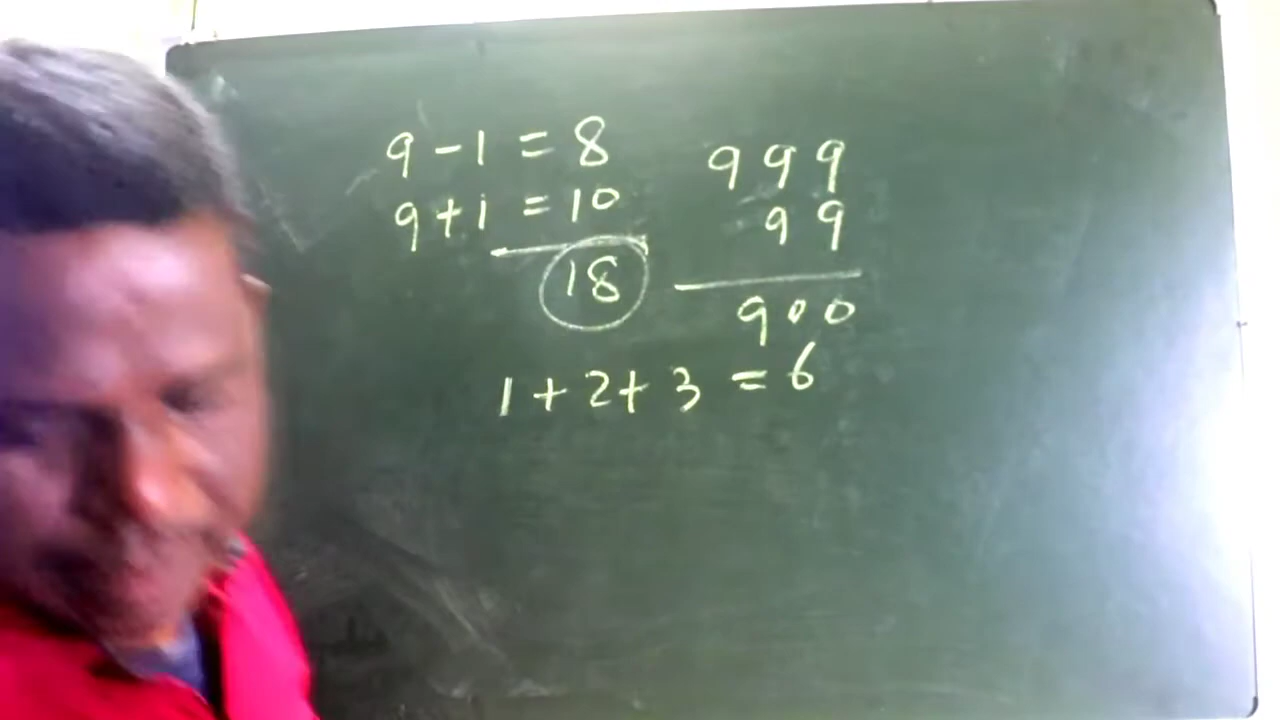 9 - 1 = 8
9 + 1 = 10
18
999
99
900
1 + 2 + 3 = 6